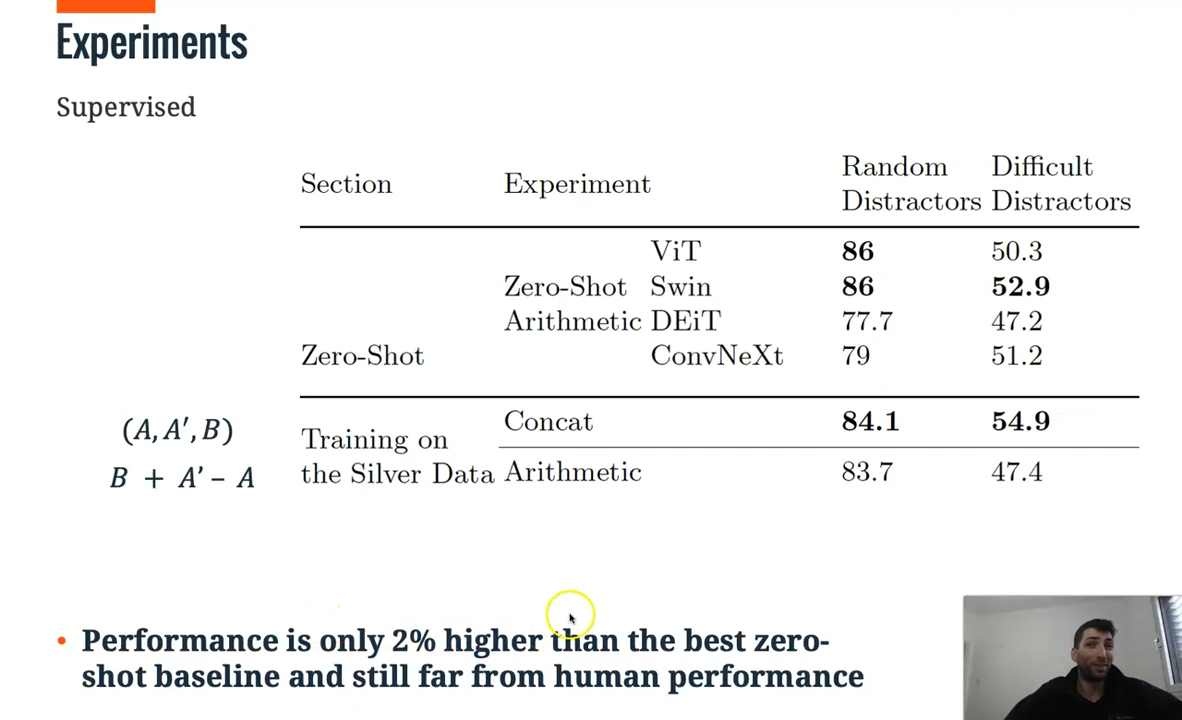 Experiments
Supervised
Section Experiment Random Distractors Difficult Distractors
ViT 86 50.3
Zero-Shot Swin 86 52.9
Arithmetic DEiT 77.7 47.2
Zero-Shot ConvNeXt 79 51.2
(A, A′, B) Training on Concat 84.1 54.9
B + A′ – A the Silver Data Arithmetic 83.7 47.4
• Performance is only 2% higher than the best zero-
shot baseline and still far from human performance